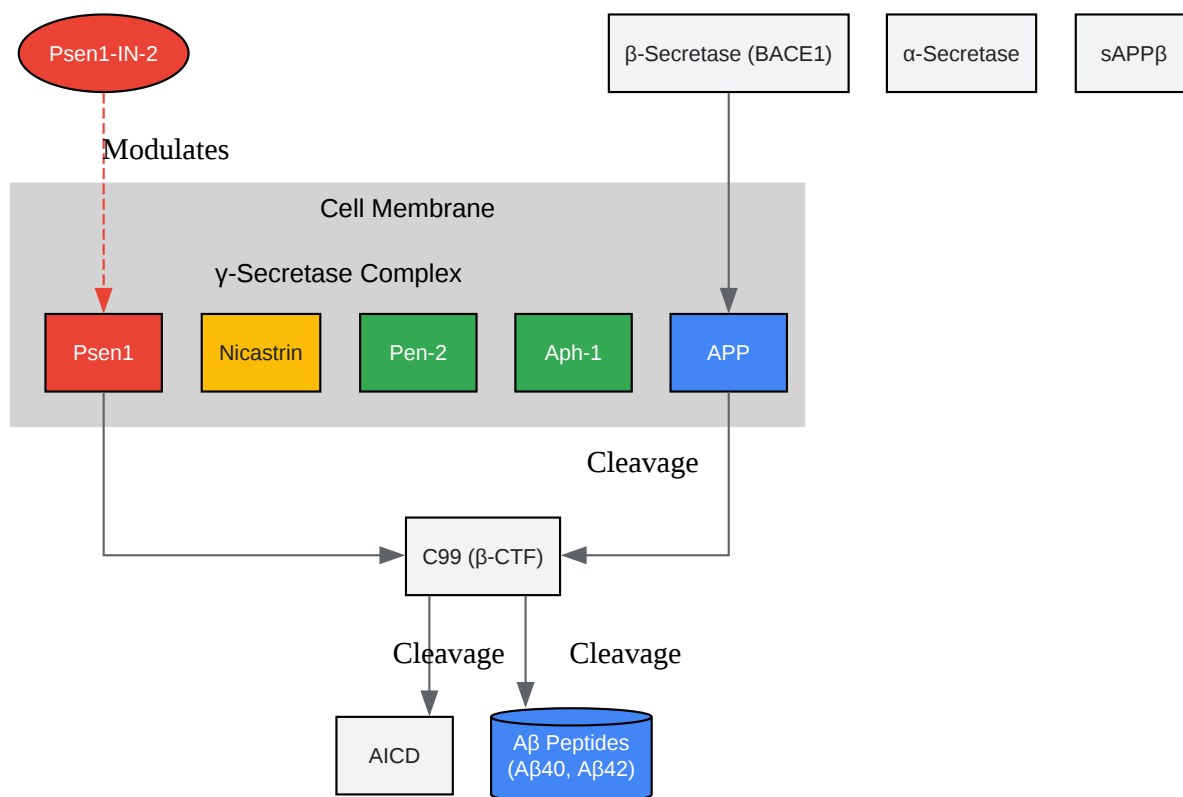 Psen1-IN-2
β-Secretase (BACE1)
α-Secretase
sAPPβ
Modulates
Cell Membrane
γ-Secretase Complex
Psen1
Nicastrin
Pen-2
Aph-1
APP
Cleavage
C99 (β-CTF)
Cleavage
Cleavage
AICD
Aβ Peptides
(Aβ40, Aβ42)